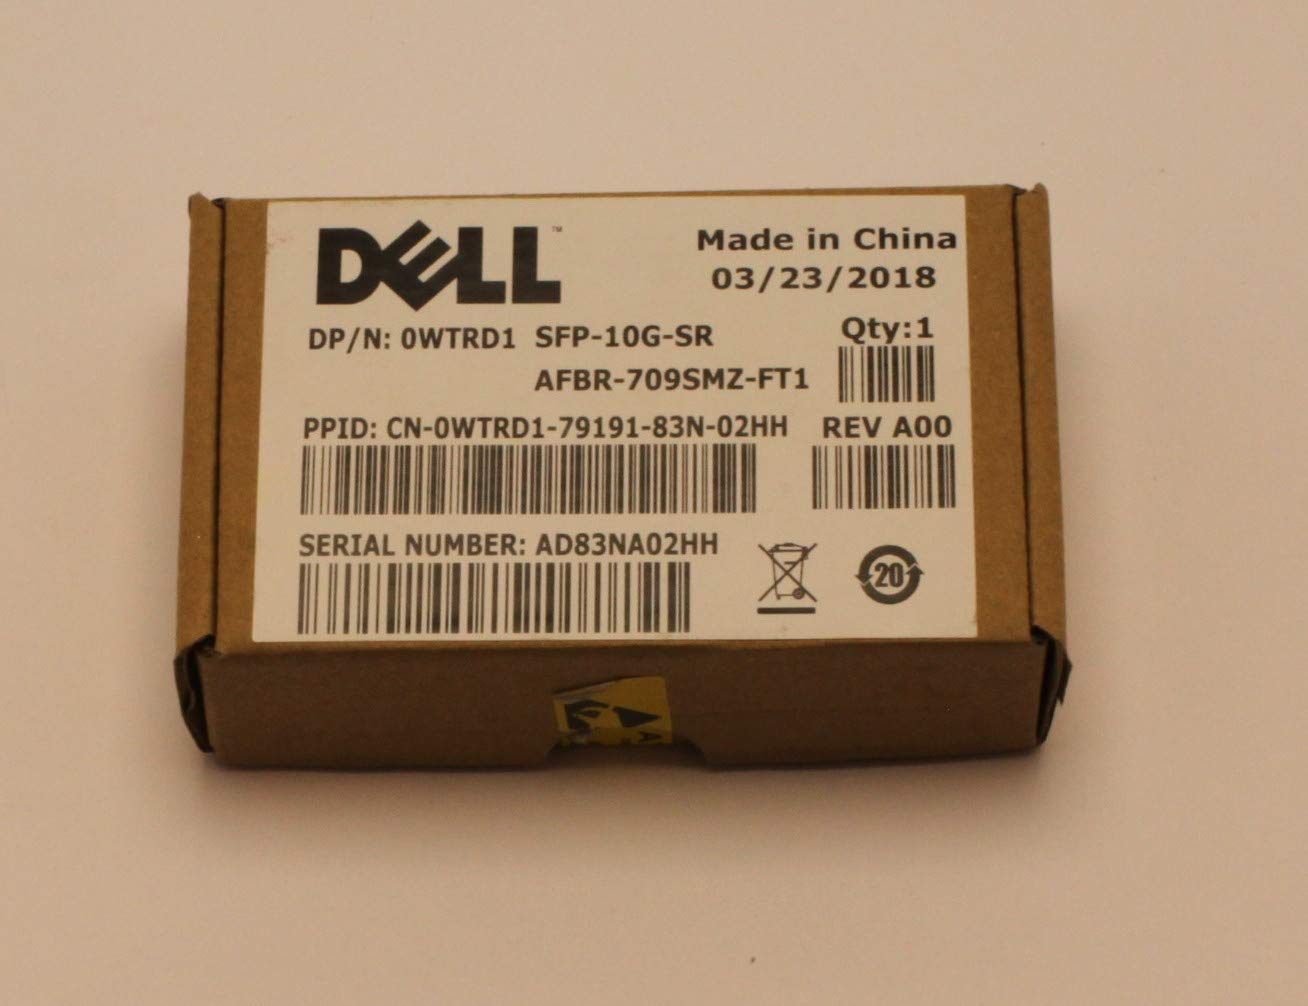 DELL™
Made in China
03/23/2018
DP/N: 0WTRD1 SFP-10G-SR
Qty:1
AFBR-709SMZ-FT1
PPID: CN-0WTRD1-79191-83N-02HH
REV A00
SERIAL NUMBER: AD83NA02HH
20